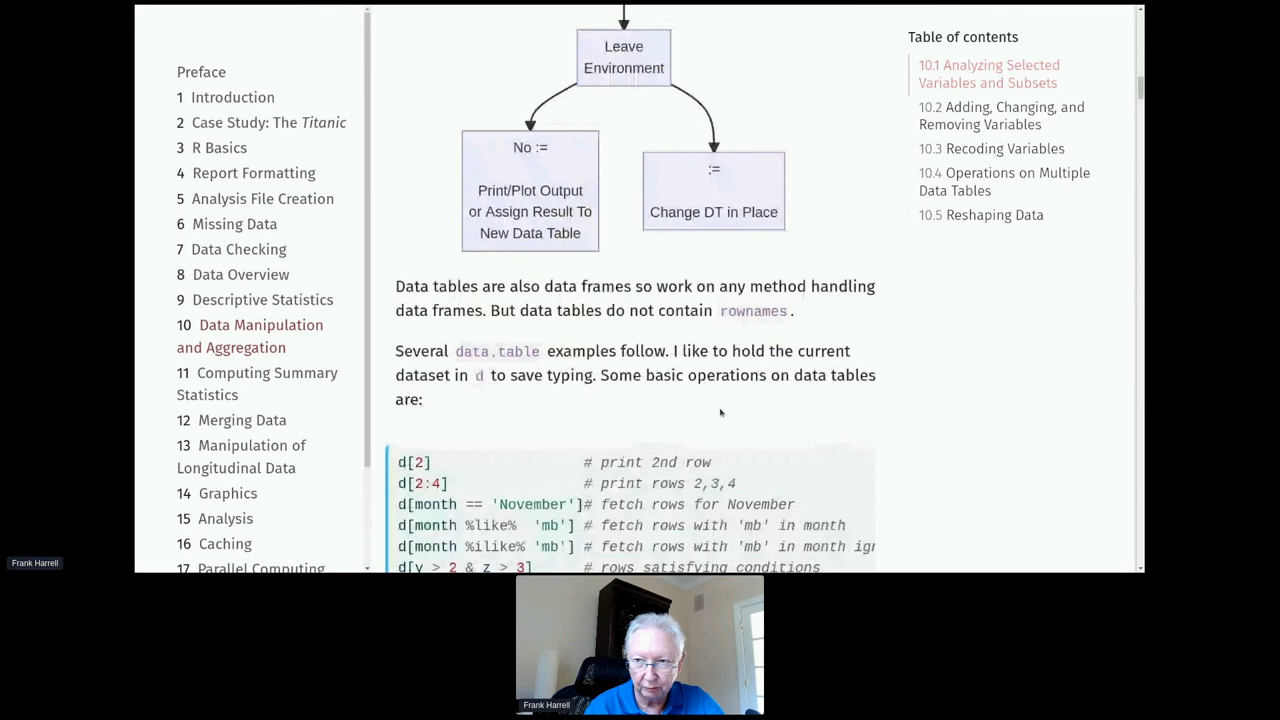 Preface
1 Introduction
2 Case Study: The Titanic
3 R Basics
4 Report Formatting
5 Analysis File Creation
6 Missing Data
7 Data Checking
8 Data Overview
9 Descriptive Statistics
10 Data Manipulation
and Aggregation
11 Computing Summary
Statistics
12 Merging Data
13 Manipulation of
Longitudinal Data
14 Graphics
15 Analysis
16 Caching
17 Parallel Computing
Leave
Environment
No :=
Print/Plot Output
or Assign Result To
New Data Table
:=
Change DT in Place
Data tables are also data frames so work on any method handling
data frames. But data tables do not contain rownames.
Several data.table examples follow. I like to hold the current
dataset in d to save typing. Some basic operations on data tables
are:
d[2] # print 2nd row
d[2:4] # print rows 2,3,4
d[month == 'November']# fetch rows for November
d[month %like% 'mb'] # fetch rows with 'mb' in month
d[month %ilike% 'mb'] # fetch rows with 'mb' in month igr
d[y > 2 & z > 3] # rows satisfying conditions
Table of contents
10.1 Analyzing Selected
Variables and Subsets
10.2 Adding, Changing, and
Removing Variables
10.3 Recoding Variables
10.4 Operations on Multiple
Data Tables
10.5 Reshaping Data
Frank Harrell
Frank Harrell